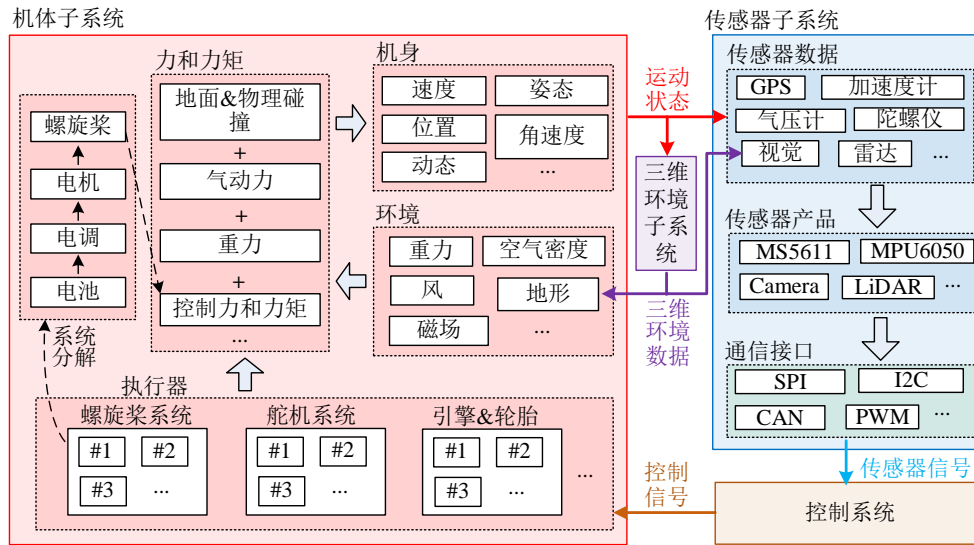 机体子系统
力和力矩
地面&物理碰
撞
+
气动力
+
重力
+
控制力和力矩
...
螺旋桨
电机
电调
电池
系统
分解
机身
速度
姿态
位置
角速度
动态
...
环境
重力
空气密度
风
地形
磁场
...
执行器
螺旋桨系统
#1
#2
#3
...
舵机系统
#1
#2
#3
...
引擎&轮胎
#1
#2
#3
...
...
运动
状态
三维
环境
子系
统
三维
环境
数据
控制
信号
传感器子系统
传感器数据
GPS
加速度计
气压计
陀螺仪
视觉
雷达
...
传感器产品
MS5611
MPU6050
Camera
LiDAR
...
通信接口
SPI
I2C
CAN
PWM
...
传感器信号
控制系统